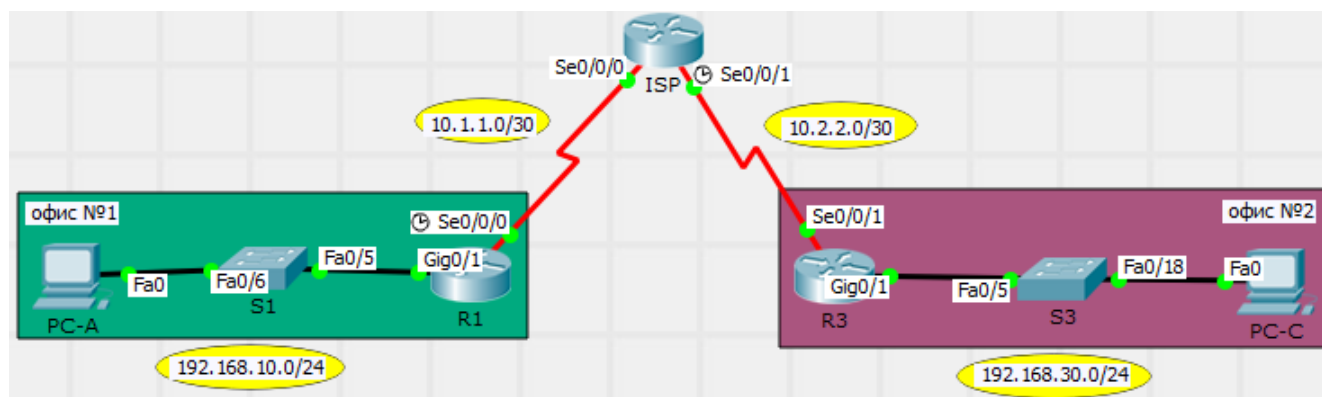 Se0/0/0
ISP
Se0/0/1
10.1.1.0/30
10.2.2.0/30
офис №1
Se0/0/0
Fa0
Fa0/6
Fa0/5
Gig0/1
PC-A
S1
R1
192.168.10.0/24
Se0/0/1
офис №2
Gig0/1
Fa0/5
Fa0/18
Fa0
R3
S3
PC-C
192.168.30.0/24